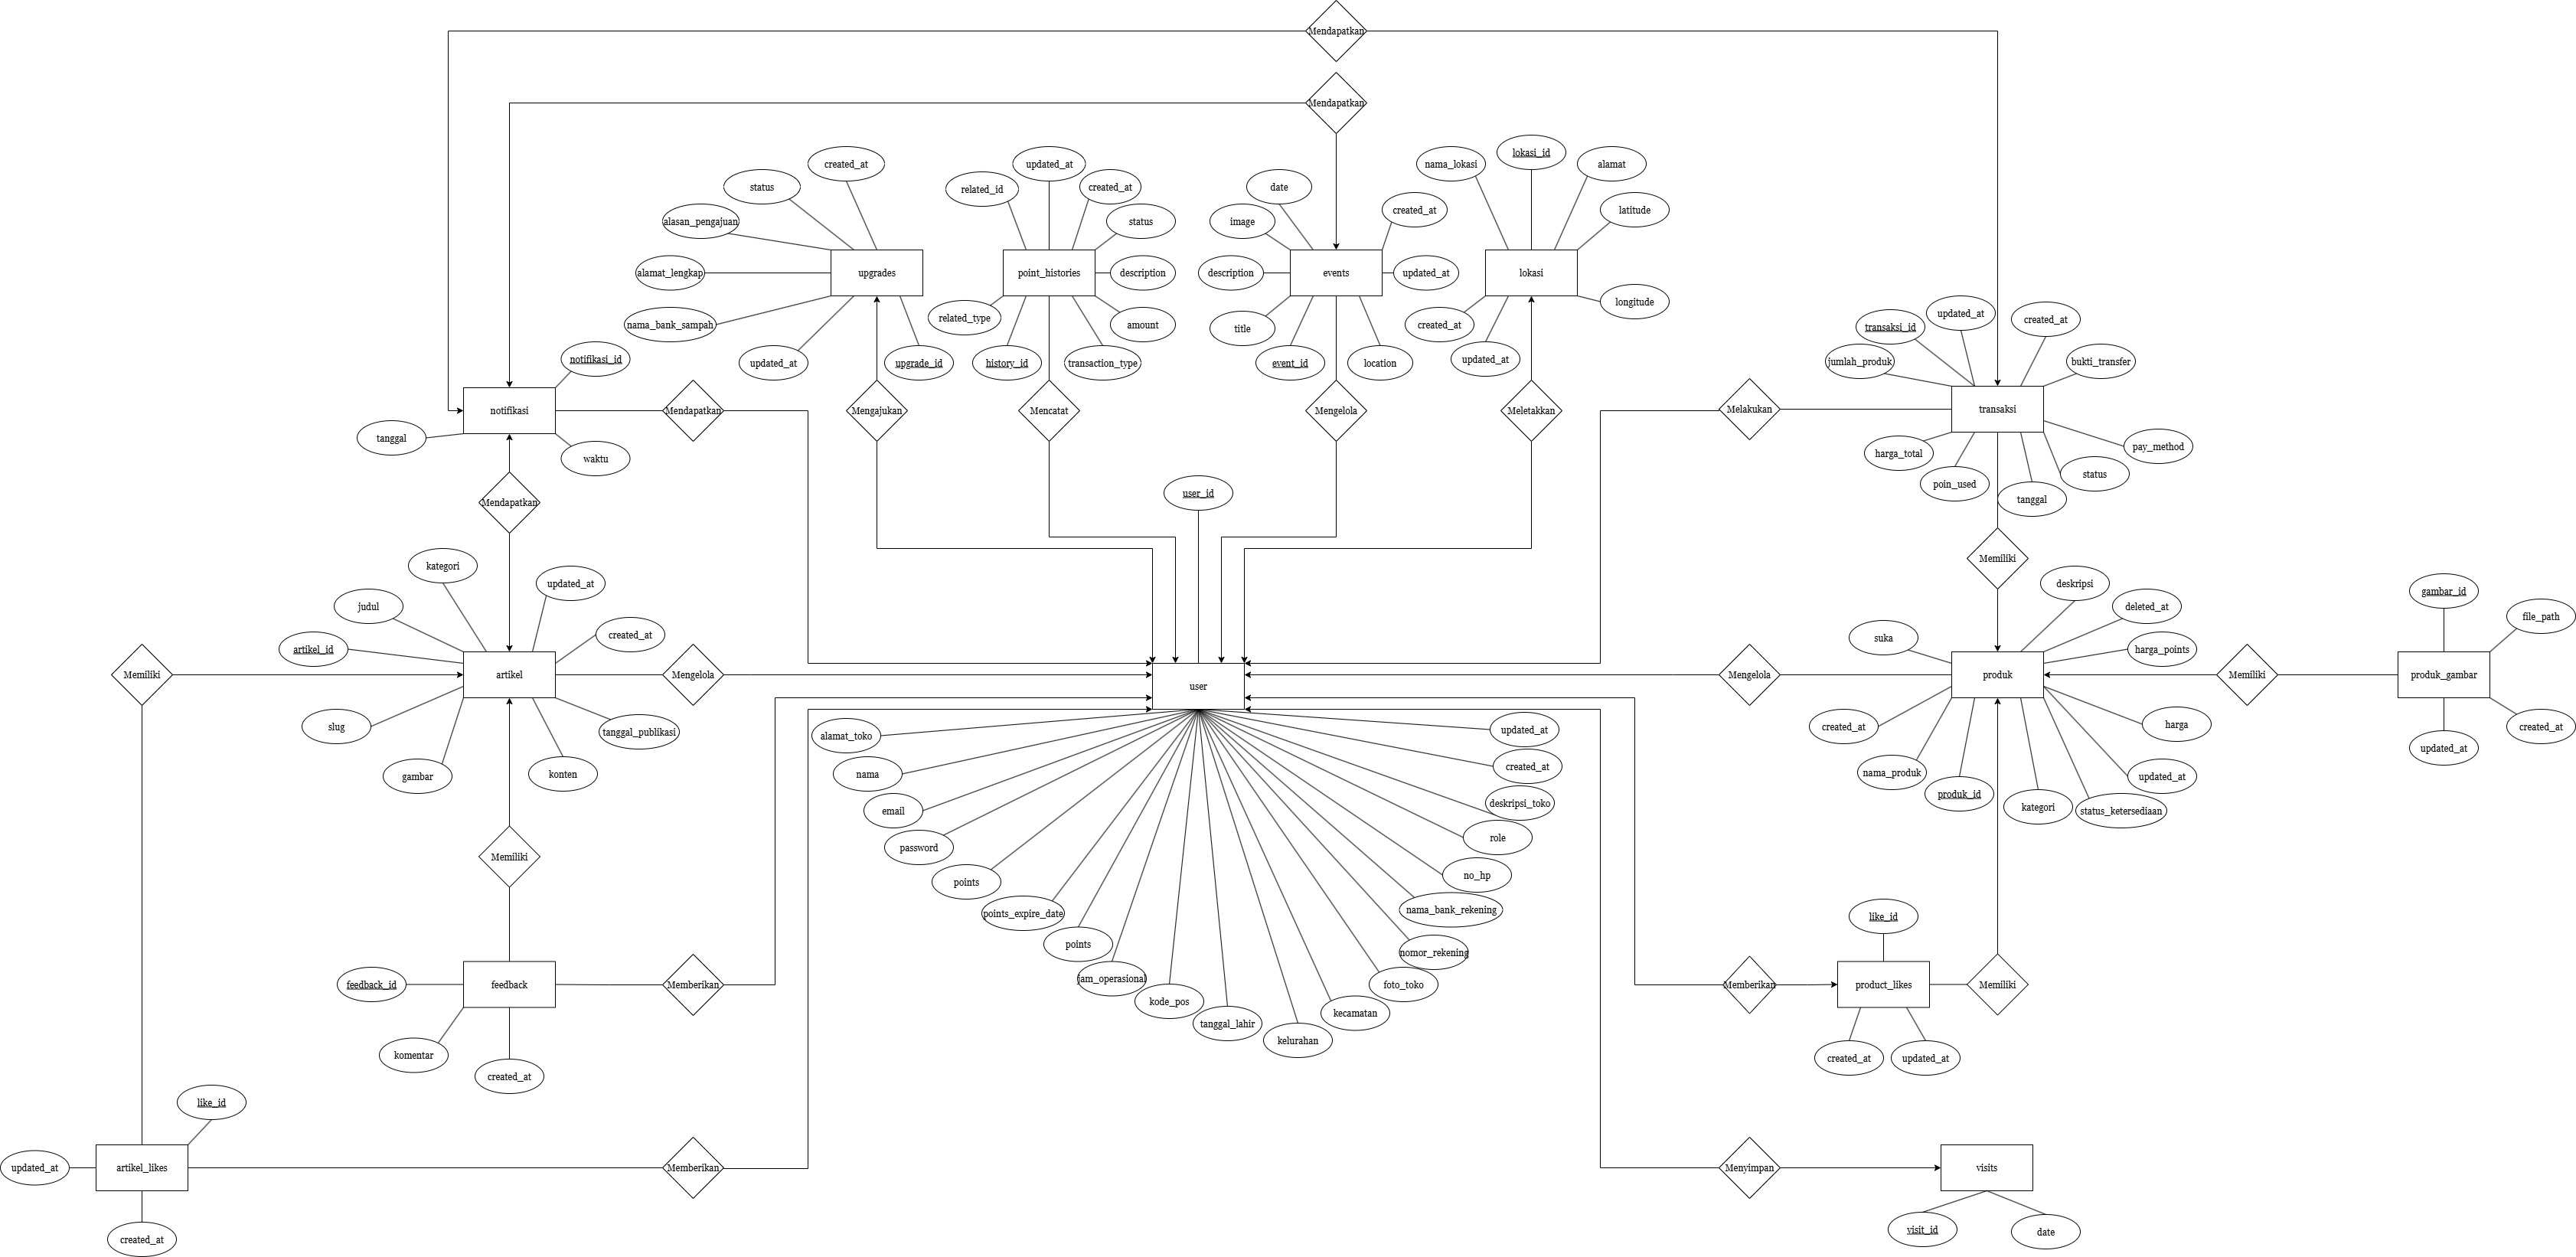 Mendapatkan
Mendapatkan
lokasi_id
created_at
updated_at
nama_lokasi
alamat
status
related_id
created_at
date
alasan_pengajuan
status
image
created_at
latitude
upgrades
point_histories
events
lokasi
alamat_lengkap
description
description
updated_at
longitude
nama_bank_sampah
related_type
amount
title
created_at
updated_at
transaksi_id
created_at
notifikasi_id
updated_at
upgrade_id
history_id
transaction_type
event_id
location
updated_at
jumlah_produk
bukti_transfer
notifikasi
Mendapatkan
Mengajukan
Mencatat
Mengelola
Meletakkan
Melakukan
transaksi
tanggal
waktu
harga_total
pay_method
status
poin_used
tanggal
Mendapatkan
user_id
Memiliki
kategori
updated_at
judul
created_at
artikel_id
deskripsi
deleted_at
suka
harga_points
gambar_id
file_path
Memiliki
artikel
Mengelola
user
Mengelola
produk
Memiliki
produk_gambar
slug
tanggal_publikasi
gambar
konten
alamat_toko
updated_at
nama
created_at
email
deskripsi_toko
password
role
points
no_hp
points_expire_date
nama_bank_rekening
points
nomor_rekening
jam_operasional
foto_toko
kode_pos
kecamatan
tanggal_lahir
kelurahan
created_at
harga
nama_produk
updated_at
produk_id
kategori
status_ketersediaan
updated_at
created_at
Memiliki
like_id
feedback_id
feedback
Memberikan
Memberikan
product_likes
Memiliki
komentar
created_at
created_at
updated_at
like_id
updated_at
artikel_likes
Memberikan
Menyimpan
visits
created_at
visit_id
date